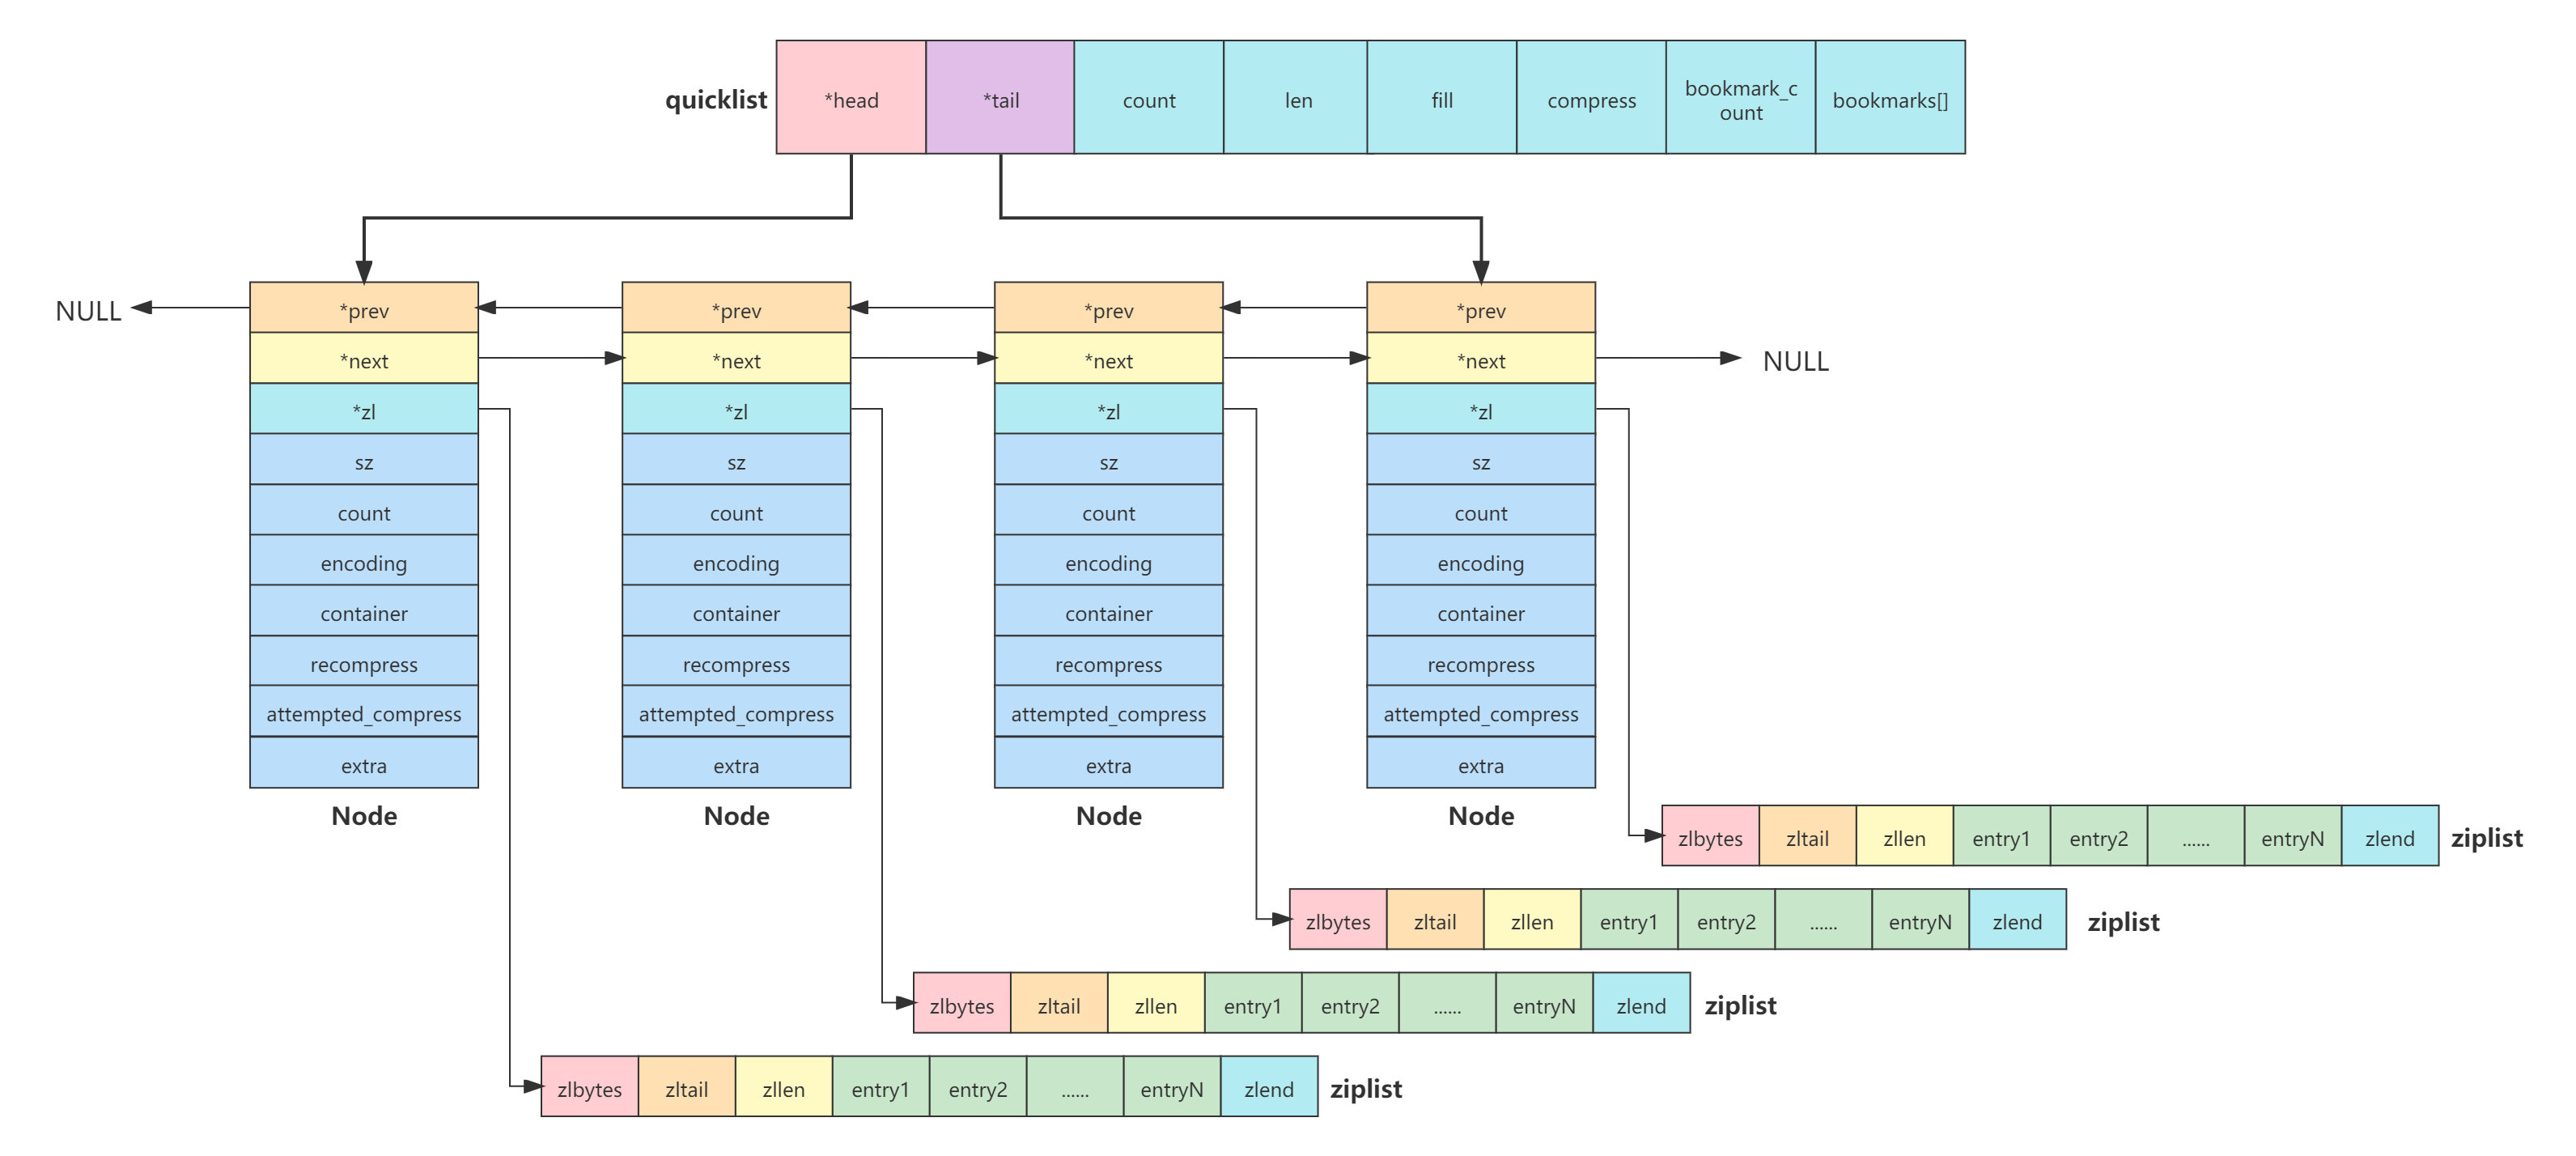 quicklist
*head
*tail
count
len
fill
compress
bookmark_c
ount
bookmarks[]
NULL
*prev
*next
*zl
sz
count
encoding
container
recompress
attempted_compress
extra
Node
*prev
*next
*zl
sz
count
encoding
container
recompress
attempted_compress
extra
Node
*prev
*next
*zl
sz
count
encoding
container
recompress
attempted_compress
extra
Node
*prev
*next
*zl
sz
count
encoding
container
recompress
attempted_compress
extra
Node
NULL
zlbytes
zltail
zllen
entry1
entry2
......
entryN
zlend
ziplist
zlbytes
zltail
zllen
entry1
entry2
......
entryN
zlend
ziplist
zlbytes
zltail
zllen
entry1
entry2
......
entryN
zlend
ziplist
zlbytes
zltail
zllen
entry1
entry2
......
entryN
zlend
ziplist